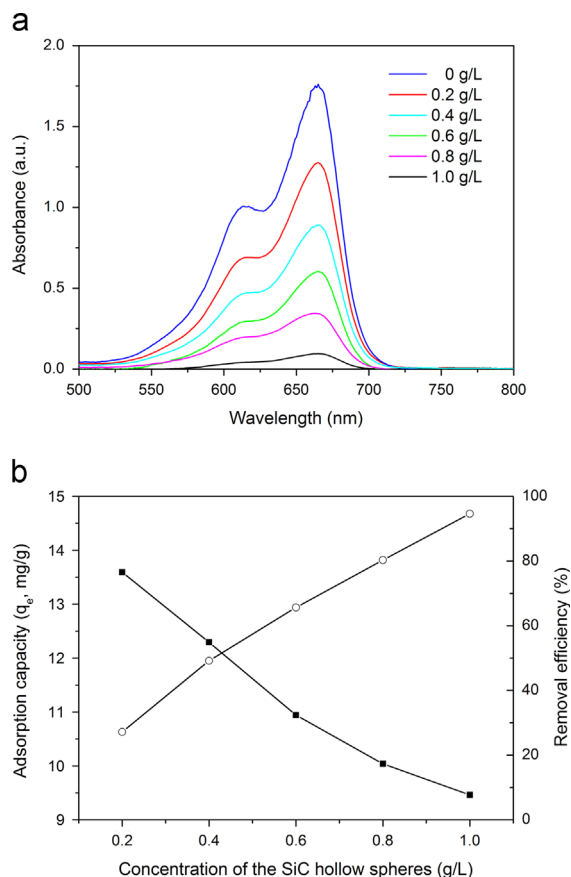 a
2.0
1.5
1.0
0.5
0.0
Absorbance (a.u.)
0 g/L
0.2 g/L
0.4 g/L
0.6 g/L
0.8 g/L
1.0 g/L
500 550 600 650 700 750 800
Wavelength (nm)
b
15
14
13
12
11
10
9
Adsorption capacity (qe, mg/g)
100
80
60
40
20
0
Removal efficiency (%)
0.2 0.4 0.6 0.8 1.0
Concentration of the SiC hollow spheres (g/L)